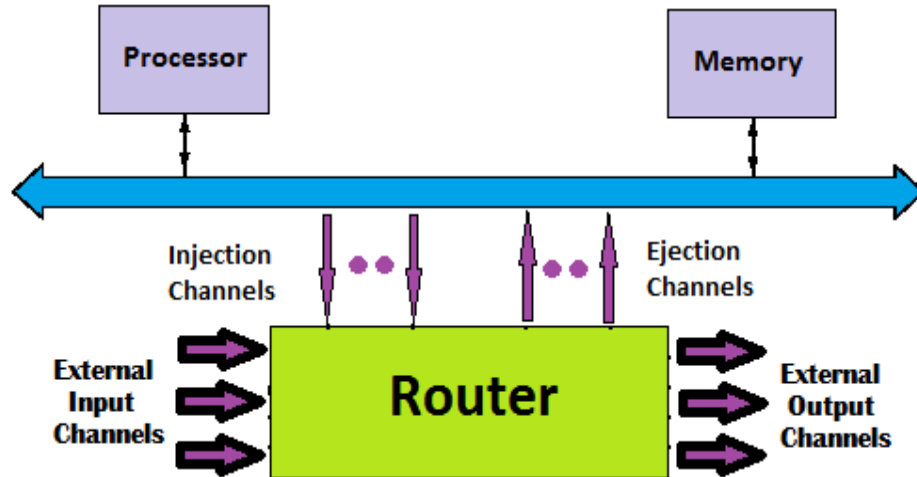 Processor
Memory
Injection
Channels
Ejection
Channels
External
Input
Channels
Router
External
Output
Channels